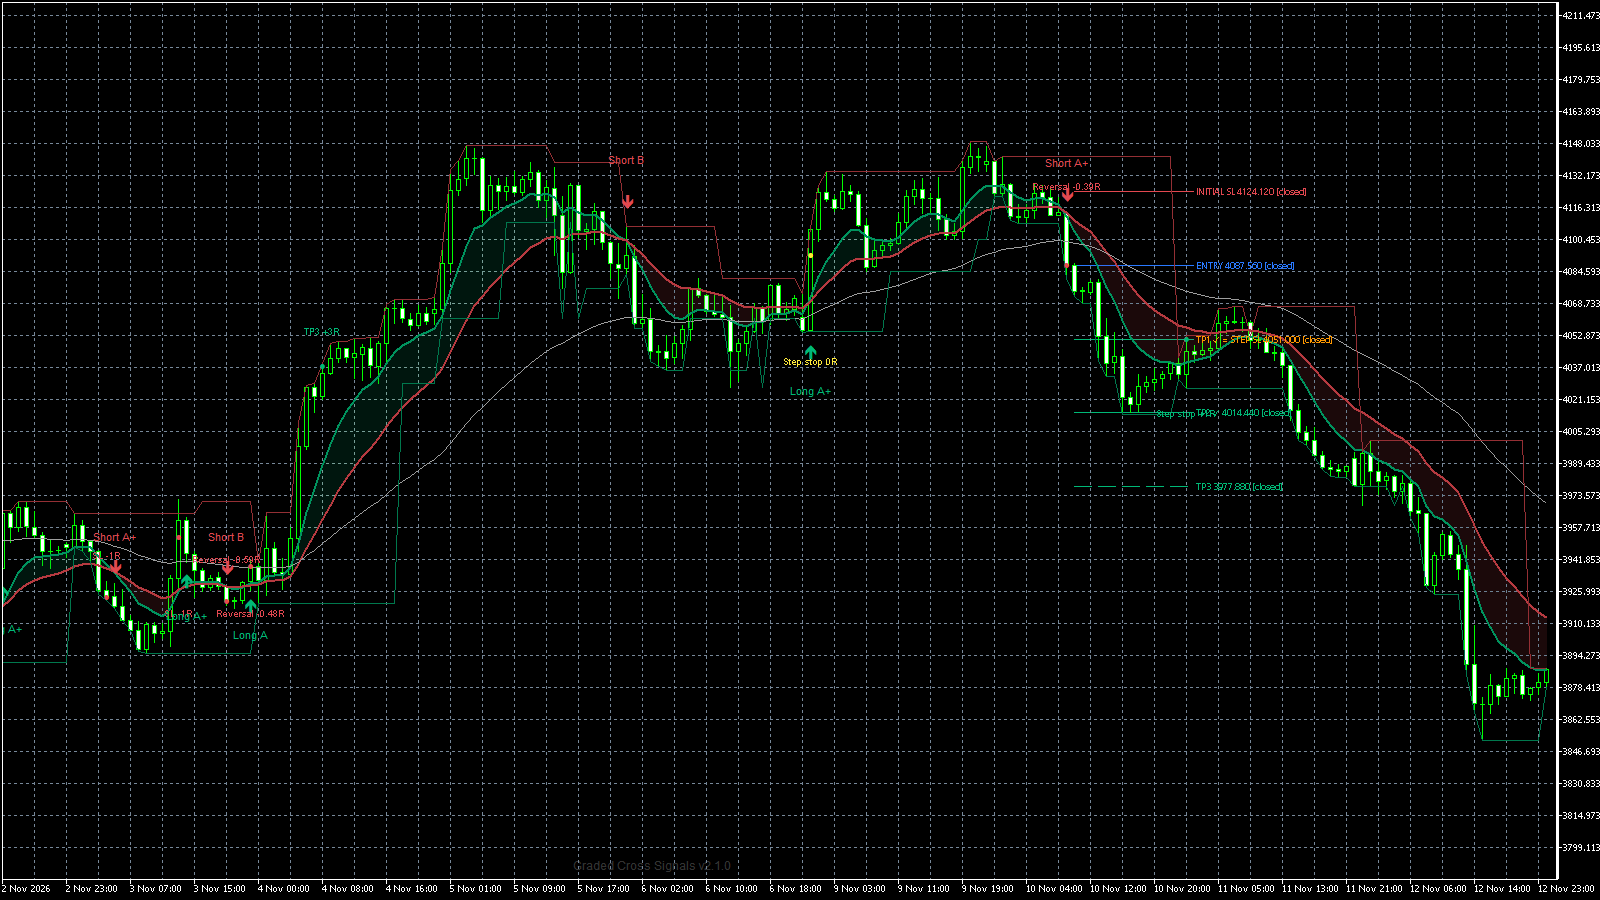 4211.473
4195.613
4179.753
4163.893
4148.033
4132.173
4116.313
4100.453
4084.593
4068.733
4052.873
4037.013
4021.153
4005.293
3989.433
3973.573
3957.713
3941.853
3925.993
3910.133
3894.273
3878.413
3862.553
3846.693
3830.833
3814.973
3799.113
Short B
Short A+
Reversal -0.39R
INITIAL SL 4124.120 [closed]
ENTRY 4087.560 [closed]
TP3 +3R
TP1 ✓ = STEP SL 4051.000 [closed]
Step stop 0R
Long A+
Step stop
4014.440 [closed]
TP3 3977.880 [closed]
Short A+
-1R
Short B
Reversal -0.59R
Long A+
Reversal -0.48R
A+
Long A
Graded Cross Signals v2.1.0
2 Nov 2026
2 Nov 23:00
3 Nov 07:00
3 Nov 15:00
4 Nov 00:00
4 Nov 08:00
4 Nov 16:00
5 Nov 01:00
5 Nov 09:00
5 Nov 17:00
6 Nov 02:00
6 Nov 10:00
6 Nov 18:00
9 Nov 03:00
9 Nov 11:00
9 Nov 19:00
10 Nov 04:00
10 Nov 12:00
10 Nov 20:00
11 Nov 05:00
11 Nov 13:00
11 Nov 21:00
12 Nov 06:00
12 Nov 14:00
12 Nov 23:00